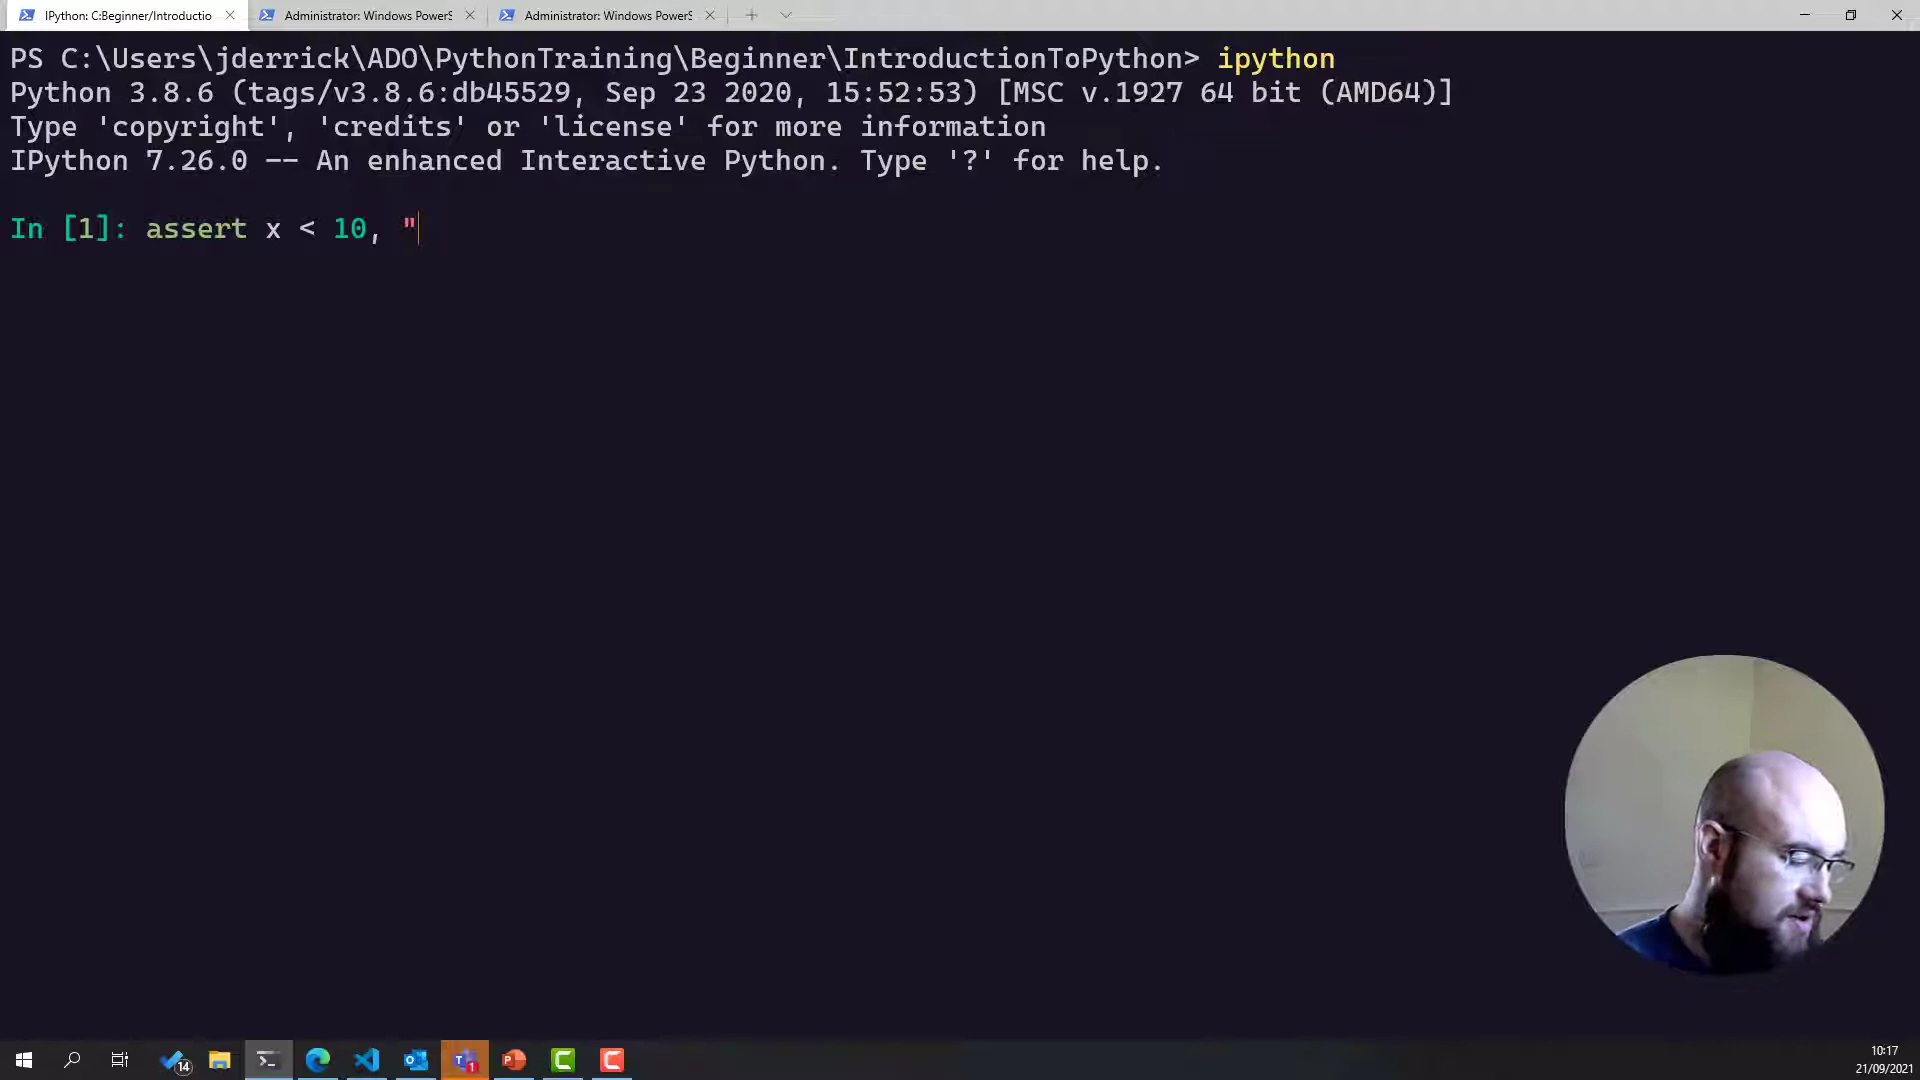 IPython: C:Beginner/Introductio
Administrator: Windows PowerS
Administrator: Windows PowerS
PS C:\Users\jderrick\ADO\PythonTraining\Beginner\IntroductionToPython> ipython
Python 3.8.6 (tags/v3.8.6:db45529, Sep 23 2020, 15:52:53) [MSC v.1927 64 bit (AMD64)]
Type 'copyright', 'credits' or 'license' for more information
IPython 7.26.0 -- An enhanced Interactive Python. Type '?' for help.
In [1]: assert x < 10, "
14
1
10:17
21/09/2021